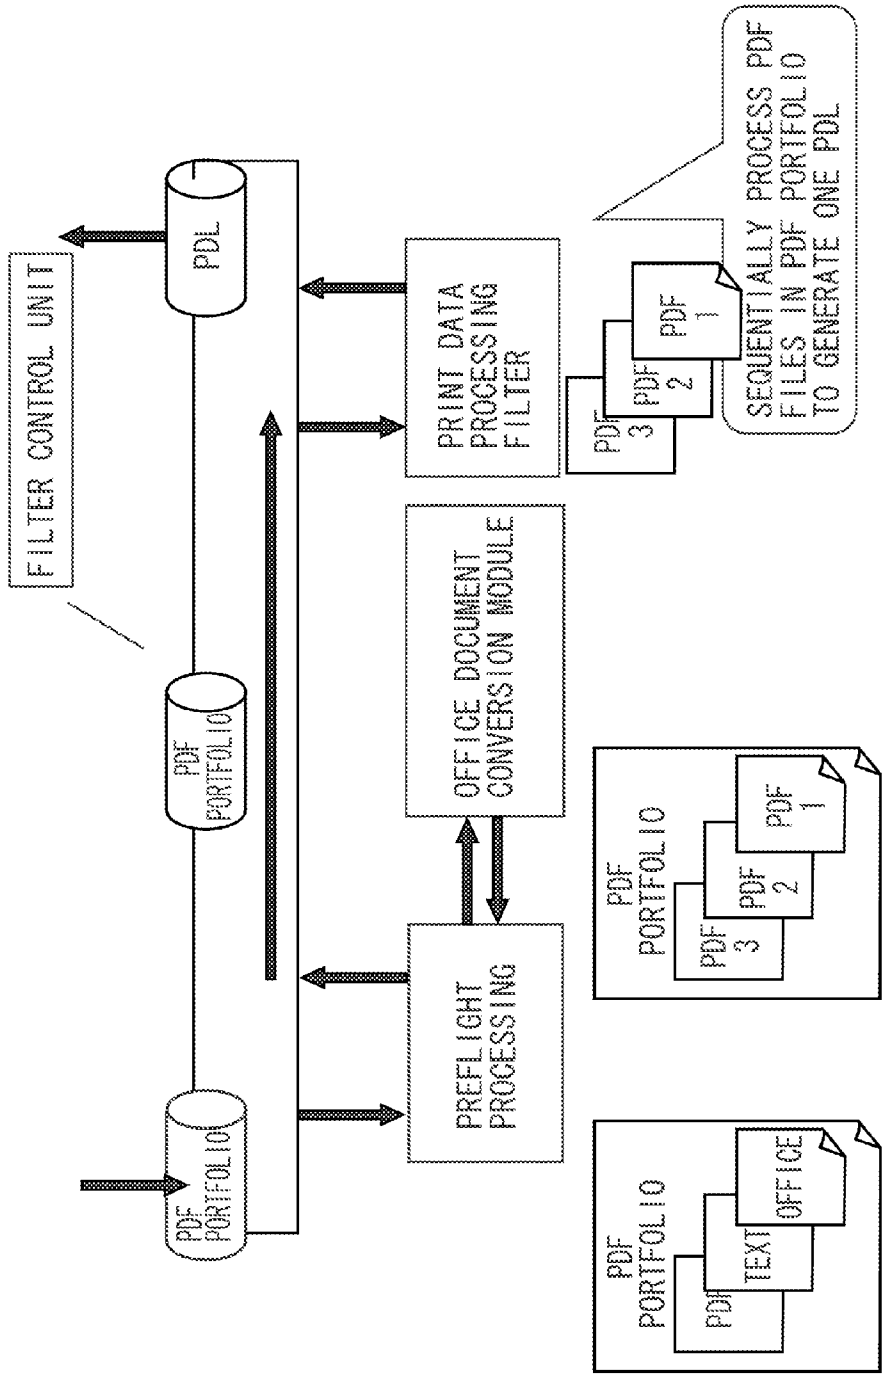 FILTER CONTROL UNIT
PDF
PORTFOLIO
PDF
PORTFOLIO
PDL
PREFLIGHT
PROCESSING
OFFICE DOCUMENT
CONVERSION MODULE
PRINT DATA
PROCESSING
FILTER
PDF
PORTFOLIO
PDF
TEXT
OFFICE
PDF
PORTFOLIO
PDF
3
PDF
2
PDF
1
PDF
3
PDF
2
PDF
1
SEQUENTIALLY PROCESS PDF
FILES IN PDF PORTFOLIO
TO GENERATE ONE PDL